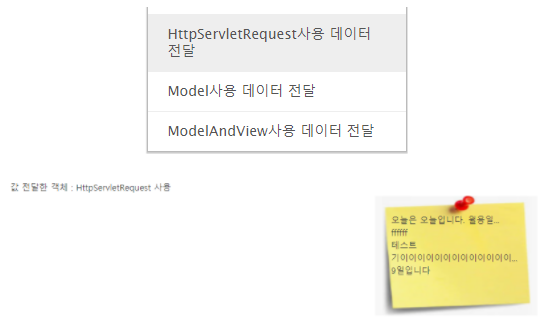 HttpServletRequest사용 데이터
전달
Model사용 데이터 전달
ModelAndView사용 데이터 전달
값 전달한 객체 : HttpServletRequest 사용
오늘은 오늘입니다. 월용일...
ffffff
테스트
기이이이이이이이이이이이이이,,,
9일입니다